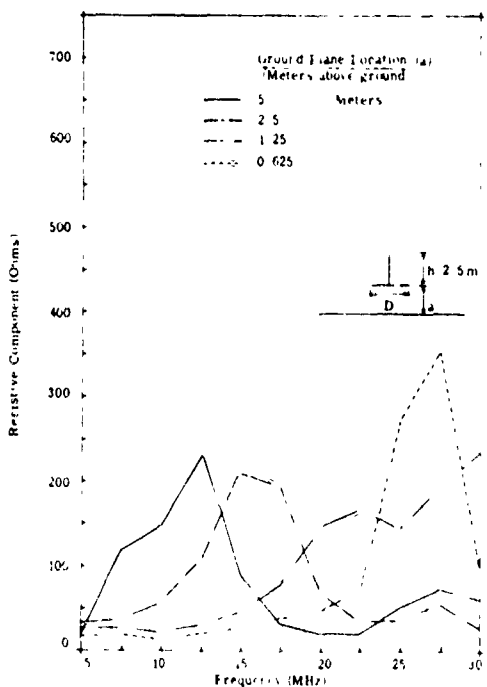 Ground Plane Location (a)
(Meters above ground
Meters
5
2 5
1 25
0 625
Resistive Component (Ohms)
700
600
500
400
300
200
100
0
h 2 5 m
D
a
5
10
15
20
25
30
Frequency (MHz)